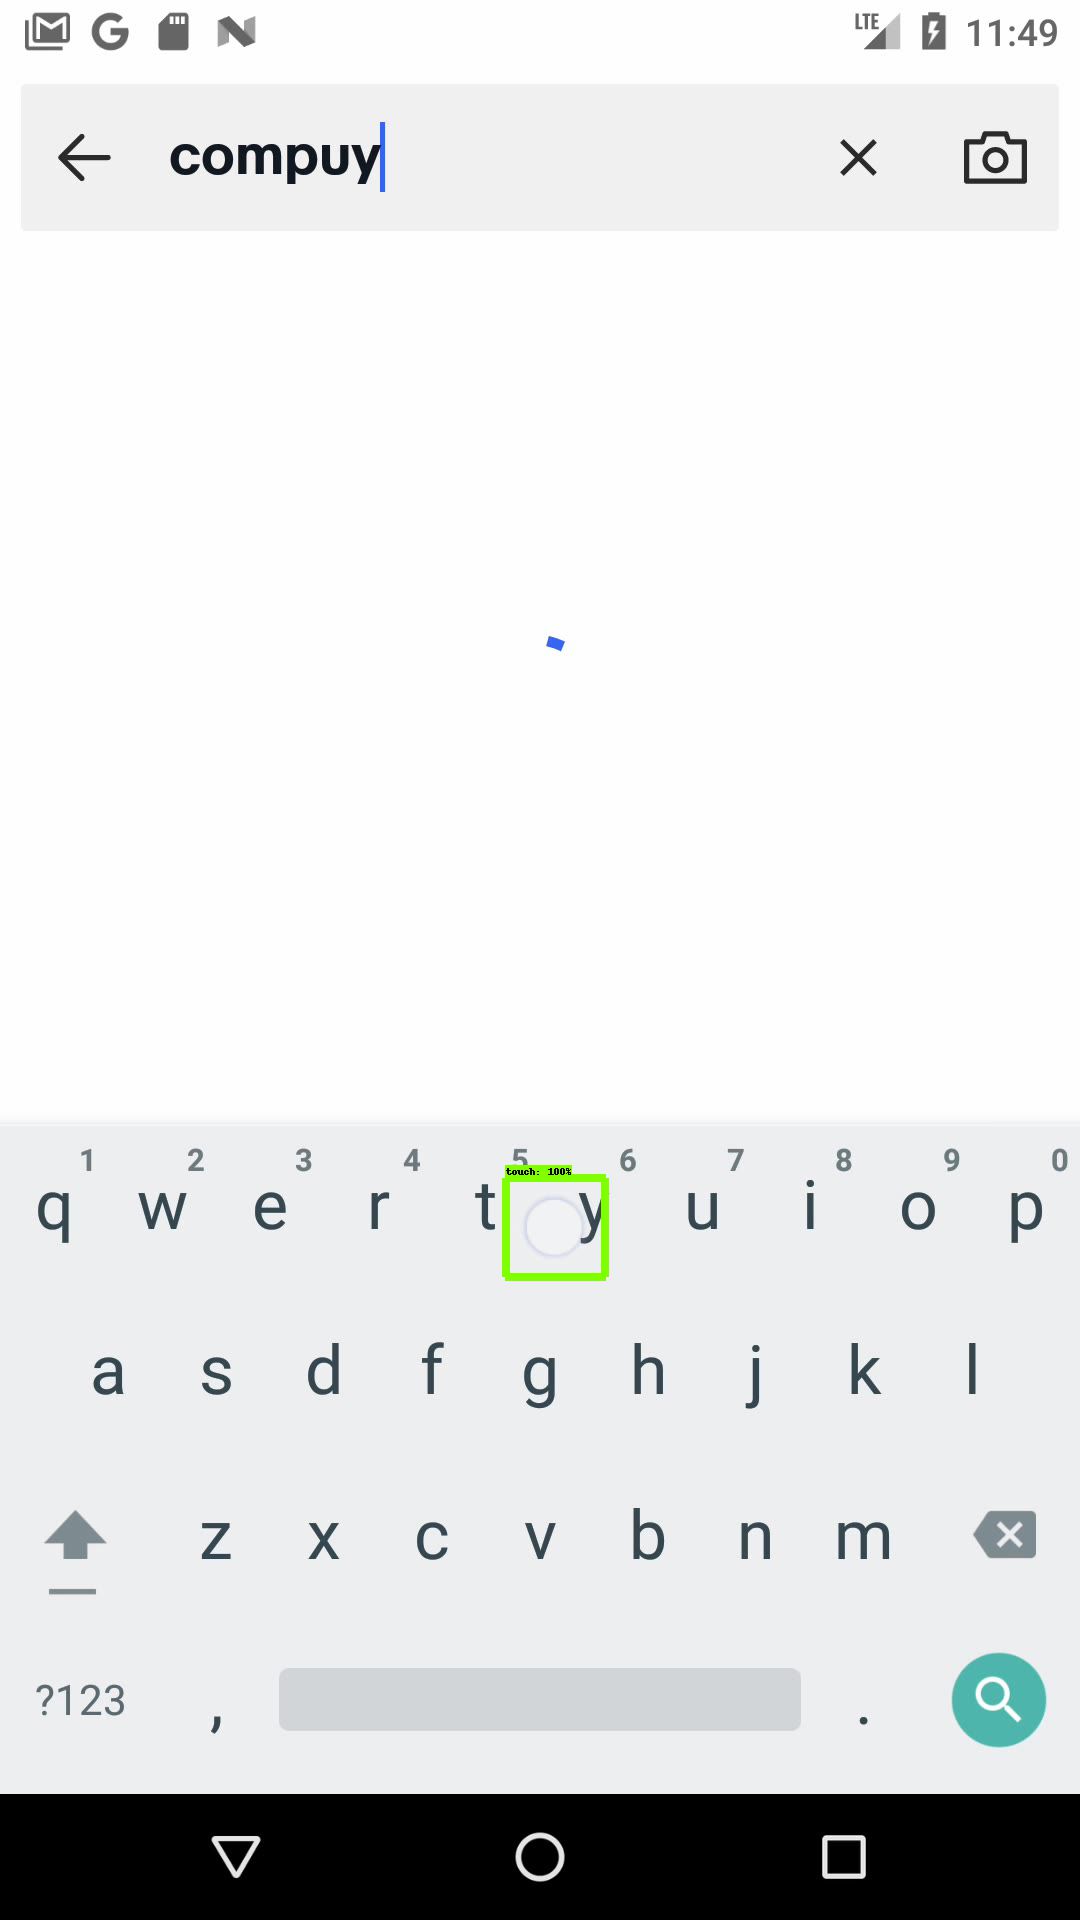 LTE 11:49
compuy
1 2 3 4 5 6 7 8 9 0
touch: 100%
q w e r t y u i o p
a s d f g h j k l
z x c v b n m
?123 , .